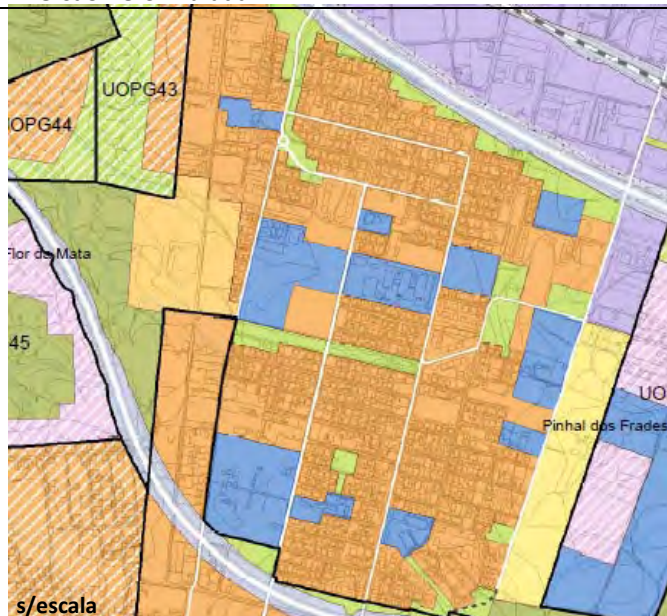 UOPG43
OPG44
Flor da Mata
45
UO
Pinhal dos Frades
s/escala